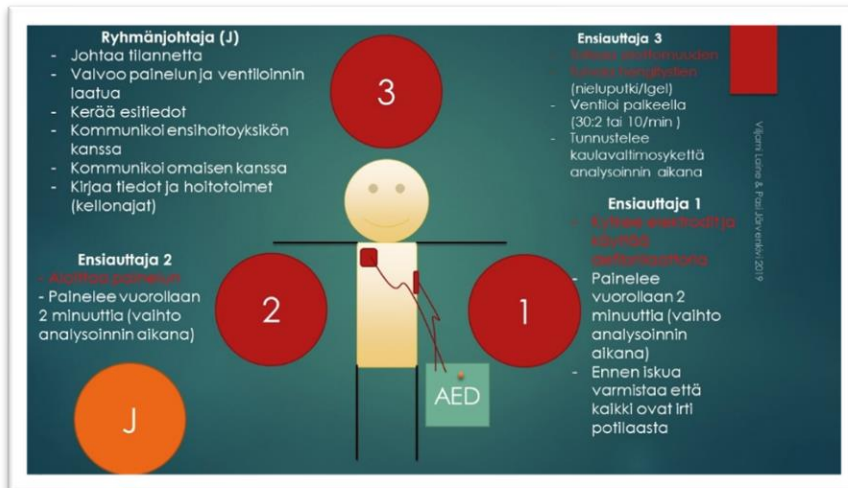 Ryhmänjohtaja (J)
- Johtaa tilannetta
- Valvoo painelun ja ventiloinnin
laatua
- Kerää esitiedot
- Kommunikoi ensihoitoyksikön
kanssa
- Kommunikoi omaisen kanssa
- Kirjaa tiedot ja hoitotoimet
(kellonajat)
3
Ensiauttaja 3
- Toteaa elottomuuden
- Turvaa hengitystien
(nieluputki/Igel)
- Ventiloi palkeella
(30:2 tai 10/min )
- Tunnustelee
kaulavaltimosykettä
analysoinnin aikana
Ensiauttaja 2
- Aloittaa painelun
- Painelee vuorollaan
2 minuuttia (vaihto
analysoinnin aikana)
2
1
Ensiauttaja 1
- Kytkee elektrodit ja
käyttää
defibrillaattoria
- Painelee
vuorollaan 2
minuuttia (vaihto
analysoinnin
aikana)
- Ennen iskua
varmistaa että
kaikki ovat irti
potilaasta
AED
J
Viljami Laine & Pasi Järventövi 2019